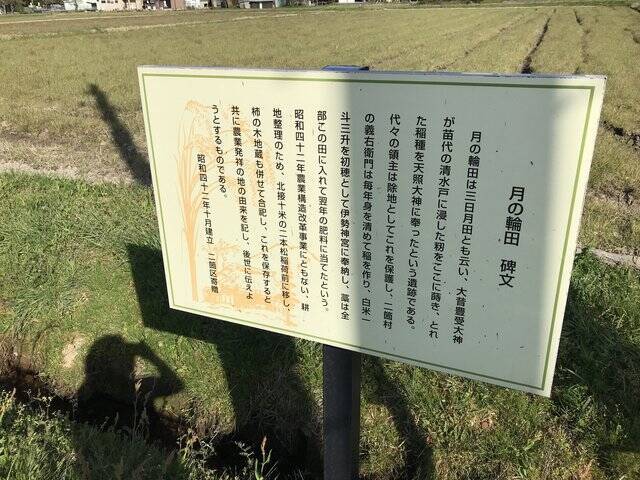 月の輪田　碑文
月の輪田は三日月田とも云い、大昔豊受大神
が苗代の清水戸に浸した籾をここに蒔き、とれ
た稲種を天照大神に奉ったという遺跡である。
代々の領主は除地としてこれを保護し、二箇村
の義右衛門は毎年身を清めて稲を作り、白米一
斗三升を初穂として伊勢神宮に奉納し、藁は全
部この田に入れて翌年の肥料に当てたという。
昭和四十二年農業構造改革事業にともない、耕
地整理のため、北接十米の二本松稲荷前に移し、
柿の木地蔵も併せて合祀し、これを保存すると
共に農業発祥の地の由来を記し、後世に伝えよ
うとするものである。
昭和四十二年十月建立　二箇区寄贈